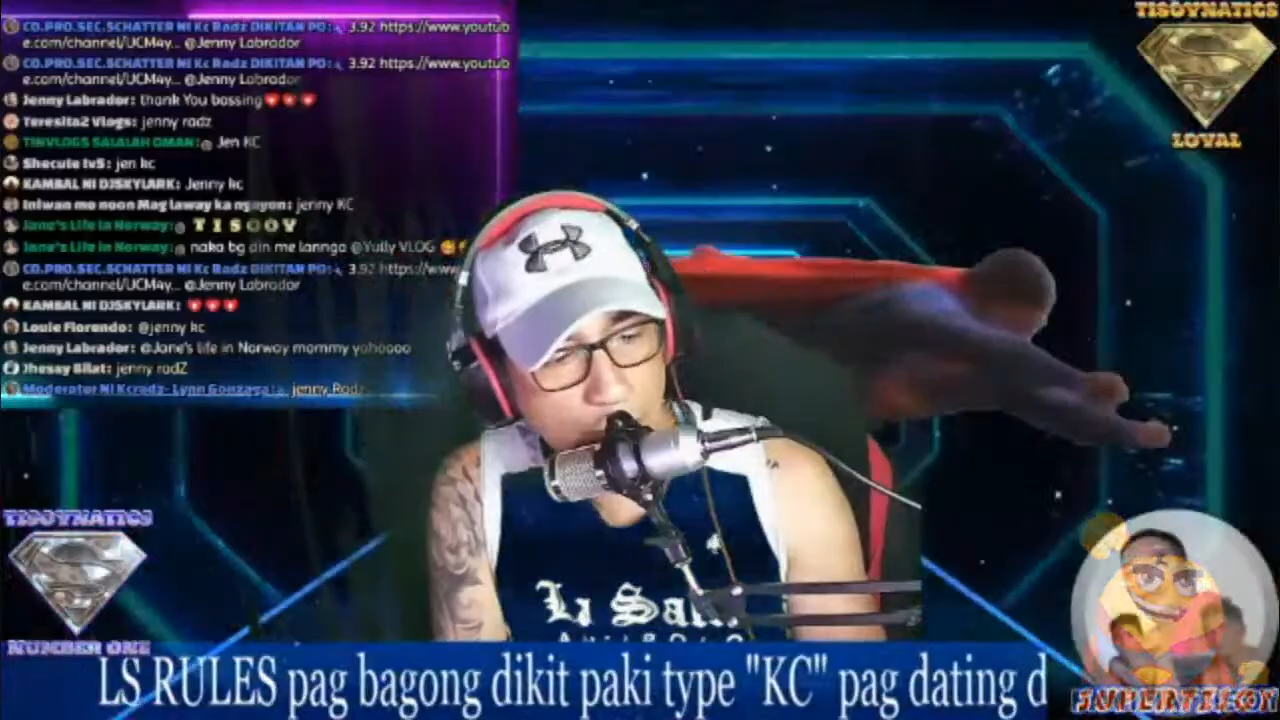 CO.PRO.SEC.SCHATTER NI Kc Radz DIKITAN PO: 3.92 https://www.youtub
e.com/channel/UCM4y... @Jenny Labrador
CO.PRO.SEC.SCHATTER NI Kc Radz DIKITAN PO: 3.92 https://www.youtub
e.com/channel/UCM4y... @Jenny Labrador
Jenny Labrador: thank You bossing❤❤❤
Teresita2 Vlogs: jenny radz
TINVLOGS SALALAH OMAN: Jen KC
Shecute tv5: jen kc
KAMBAL NI DJSKYLARK: Jenny kc
Iniwan mo noon Mag laway ka ngayon: jenny KC
Jane's Life in Norway: T I S O O Y
Jane's Life in Norway: naka bg din me lannga @Yully VLOG
CO.PRO.SEC.SCHATTER NI Kc Radz DIKITAN PO: 3.92 https://www
e.com/channel/UCM4y... @Jenny Labrador
KAMBAL NI DJSKYLARK: ❤❤❤
Louie Florendo: @jenny kc
Jenny Labrador: @Jane's life in Norway mommy yohoooo
Jhesay Bilat: jenny radZ
Moderator Ni Kcradz- Lynn Gonzaga: jenny Radz
TISOYNATICS
LOYAL
TISOYNATICS
NUMBER ONE
La Sal
LS RULES pag bagong dikit paki type "KC" pag dating d